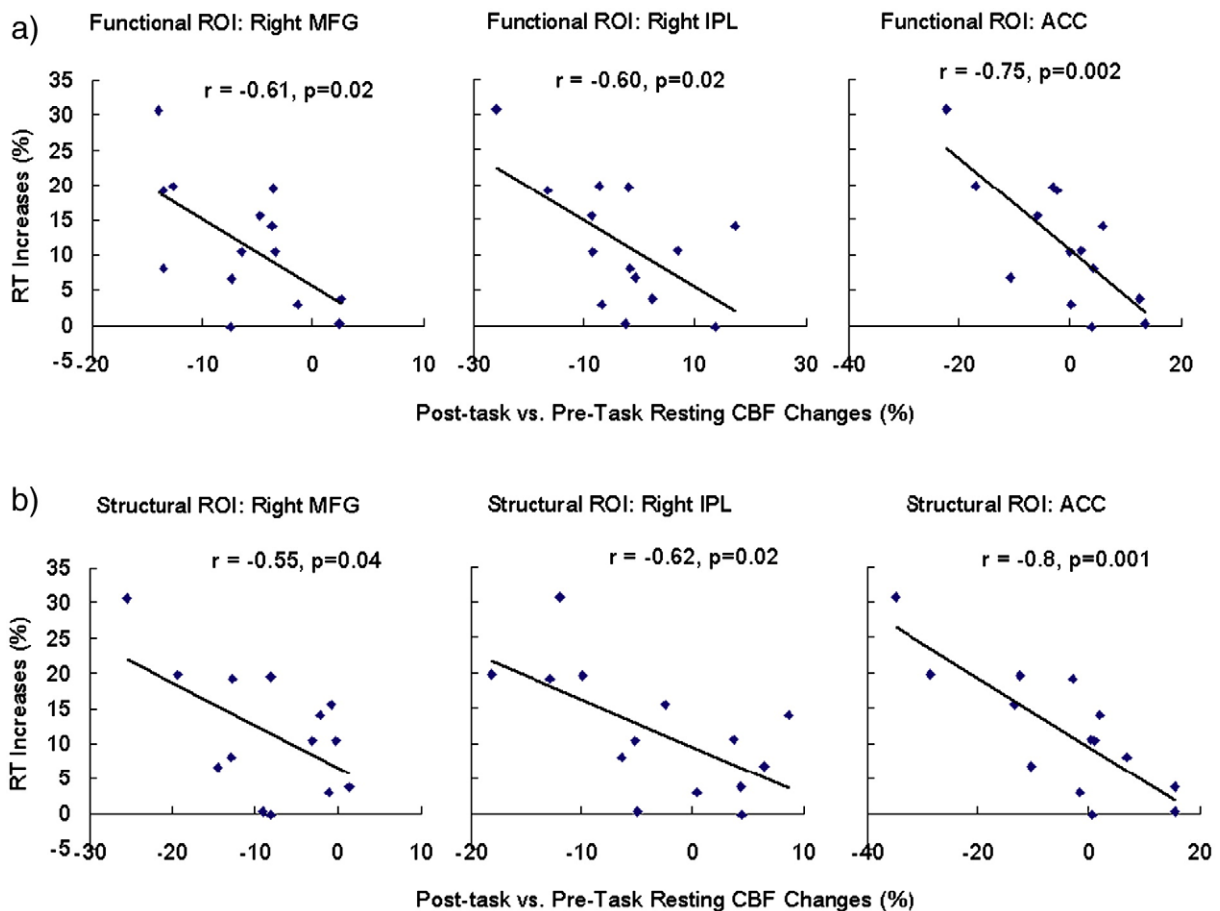 a)
Functional ROI: Right MFG
Functional ROI: Right IPL
Functional ROI: ACC
r = -0.61, p=0.02
r = -0.60, p=0.02
r = -0.75, p=0.002
RT Increases (%)
35
30
25
20
15
10
5
0
-5
-20
-10
0
10
-30
-10
10
30
-40
-20
0
20
Post-task vs. Pre-Task Resting CBF Changes (%)
b)
Structural ROI: Right MFG
Structural ROI: Right IPL
Structural ROI: ACC
r = -0.55, p=0.04
r = -0.62, p=0.02
r = -0.8, p=0.001
RT Increases (%)
35
30
25
20
15
10
5
0
-5
-30
-20
-10
0
10
-20
-10
0
10
-40
-20
0
20
Post-task vs. Pre-Task Resting CBF Changes (%)